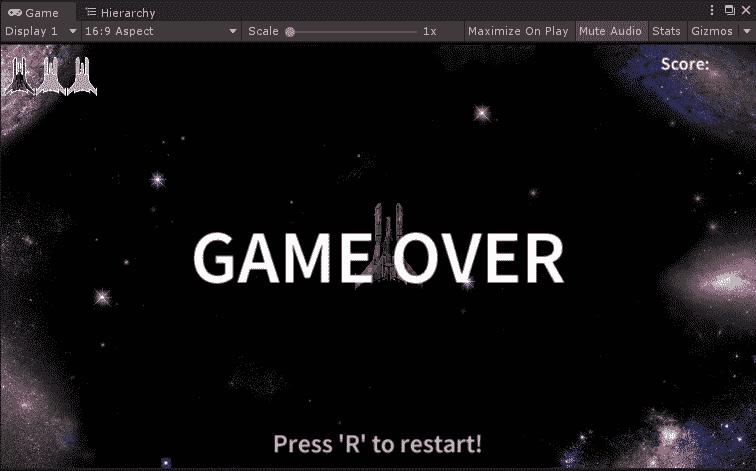 Game Hierarchy
Display 1 16:9 Aspect Scale 1x Maximize On Play Mute Audio Stats Gizmos
Score:
GAME OVER
Press 'R' to restart!